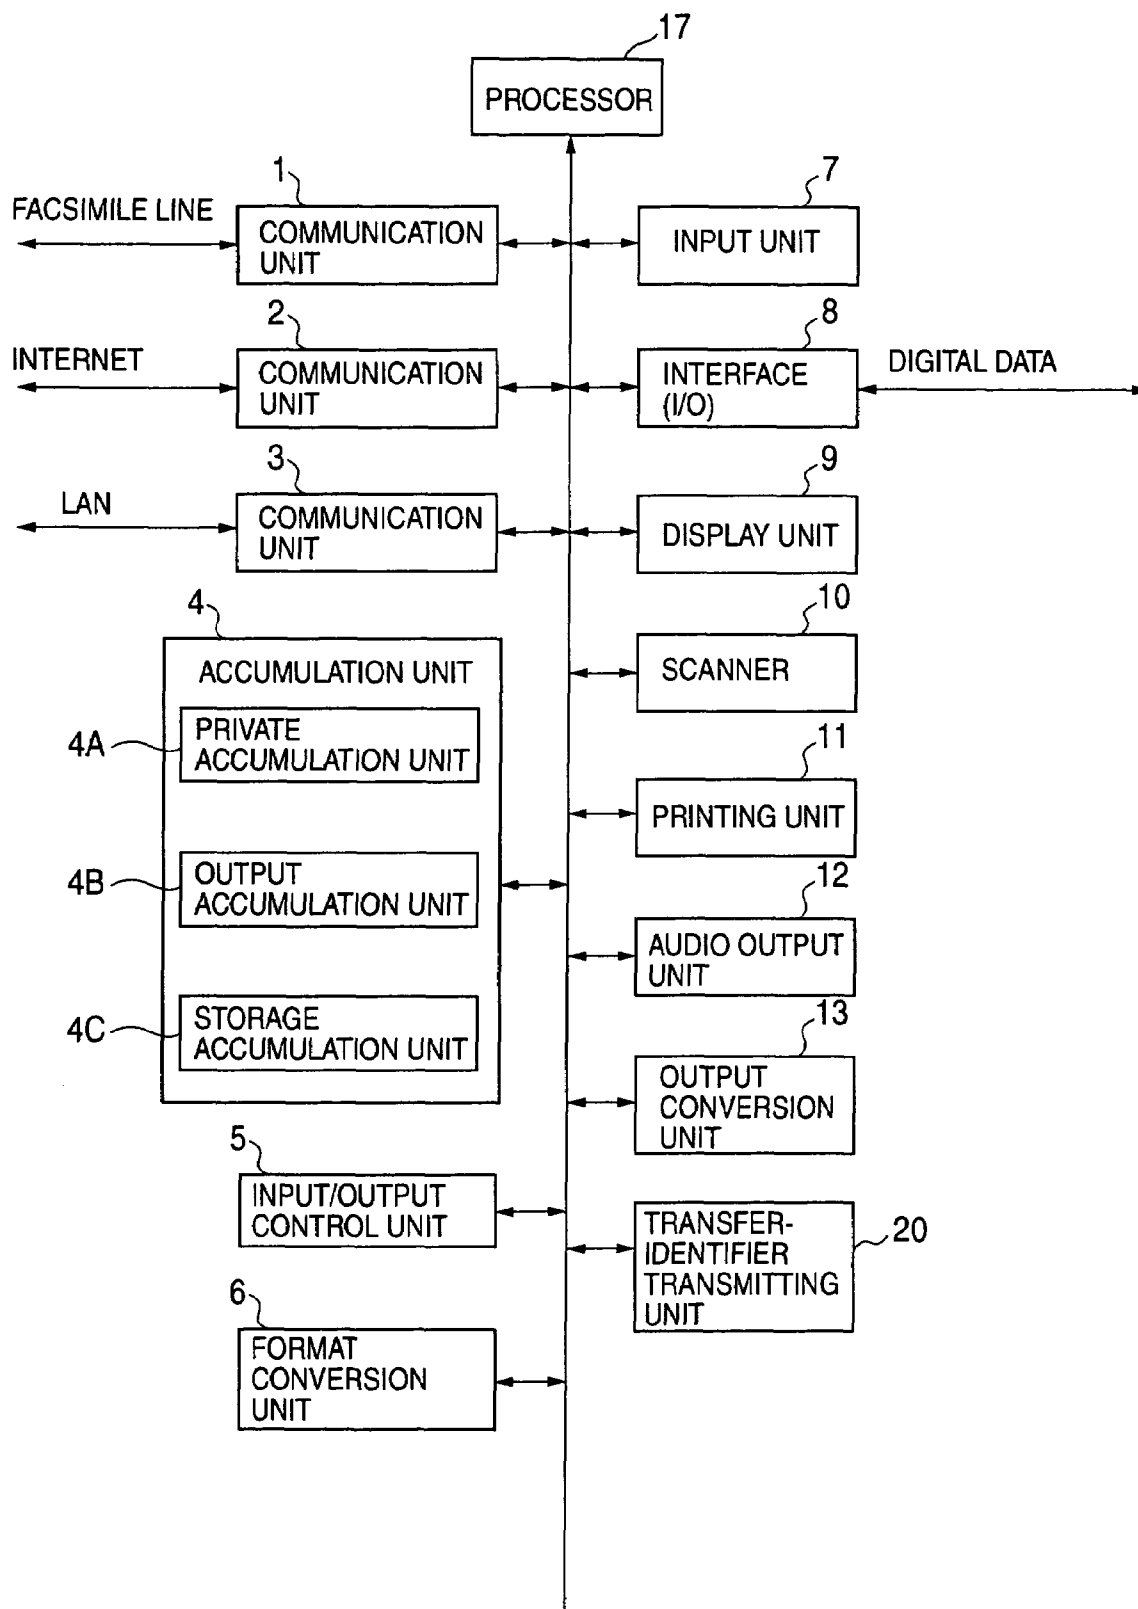 17
PROCESSOR
1
FACSIMILE LINE
COMMUNICATION
UNIT
7
INPUT UNIT
2
INTERNET
COMMUNICATION
UNIT
8
INTERFACE
(I/O)
DIGITAL DATA
3
LAN
COMMUNICATION
UNIT
9
DISPLAY UNIT
4
ACCUMULATION UNIT
4A
PRIVATE
ACCUMULATION UNIT
4B
OUTPUT
ACCUMULATION UNIT
4C
STORAGE
ACCUMULATION UNIT
10
SCANNER
11
PRINTING UNIT
12
AUDIO OUTPUT
UNIT
13
OUTPUT
CONVERSION
UNIT
5
INPUT/OUTPUT
CONTROL UNIT
TRANSFER-
IDENTIFIER
TRANSMITTING
UNIT
20
6
FORMAT
CONVERSION
UNIT